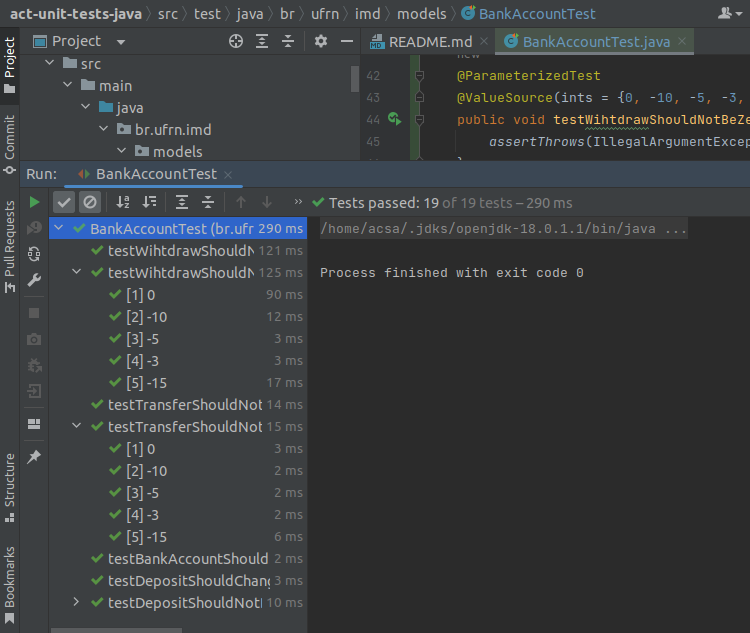 act-unit-tests-java › src › test › java › br › ufrn › imd › models › BankAccountTest
Project
README.md
BankAccountTest.java
src
main
java
br.ufrn.imd
models
new
42 @ParameterizedTest
43 @ValueSource(ints = {0, -10, -5, -3,
44 public void testWihtdrawShouldNotBeZe
45 assertThrows(IllegalArgumentExcep
Project
Commit
Pull Requests
Structure
Bookmarks
Run: BankAccountTest
Tests passed: 19 of 19 tests – 290 ms
BankAccountTest (br.ufr 290 ms
testWihtdrawShouldN 121 ms
testWihtdrawShouldN 125 ms
[1] 0 90 ms
[2] -10 12 ms
[3] -5 3 ms
[4] -3 3 ms
[5] -15 17 ms
testTransferShouldNot 14 ms
testTransferShouldNot 15 ms
[1] 0 3 ms
[2] -10 2 ms
[3] -5 2 ms
[4] -3 2 ms
[5] -15 6 ms
testBankAccountShould 2 ms
testDepositShouldChang 3 ms
testDepositShouldNot 10 ms
/home/acsa/.jdks/openjdk-18.0.1.1/bin/java ...
Process finished with exit code 0